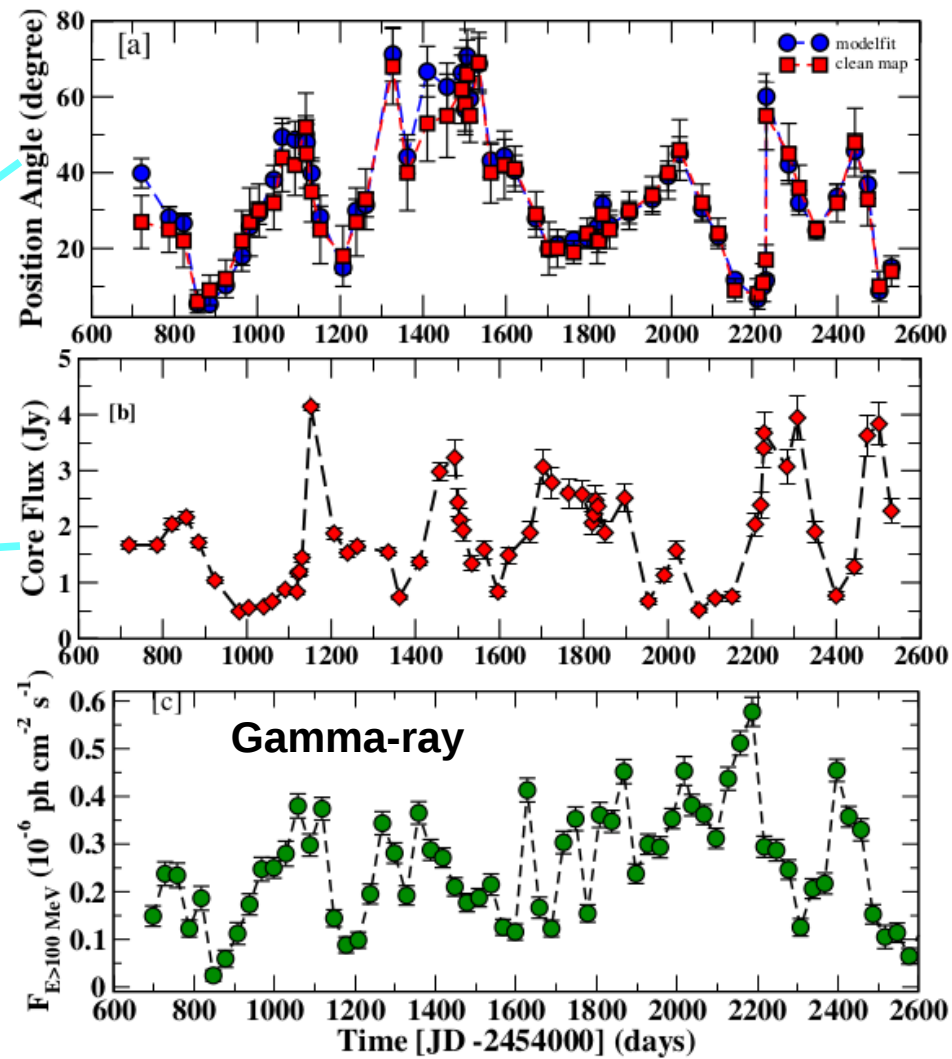 Position Angle (degree
80
60
40
20
[a]
modelfit
clean map
600 800 1000 1200 1400 1600 1800 2000 2200 2400 2600
Core Flux (Jy)
5
4
3
2
1
0
[b]
600 800 1000 1200 1400 1600 1800 2000 2200 2400 2600
F E>100 MeV (10⁻⁶ ph cm⁻² s⁻¹)
0.6
0.5
0.4
0.3
0.2
0.1
0
[c]
Gamma-ray
600 800 1000 1200 1400 1600 1800 2000 2200 2400 2600
Time [JD -2454000] (days)